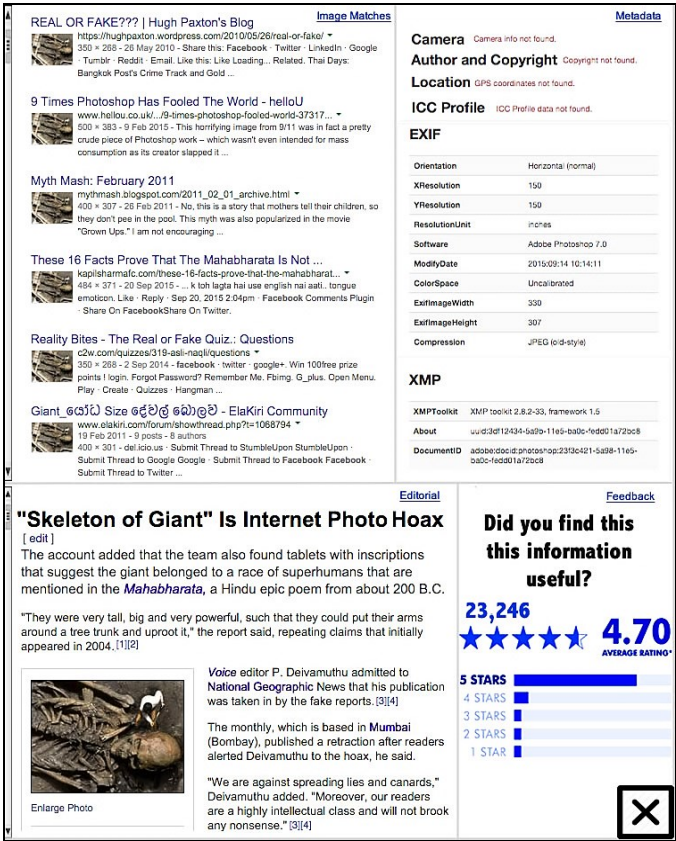 Image Matches
REAL OR FAKE??? | Hugh Paxton's Blog
https://hughpaxton.wordpress.com/2010/05/26/real-or-fake/
350 × 268 - 26 May 2010 - Share this: Facebook · Twitter · LinkedIn · Google
· Tumblr · Reddit · Email. Like this: Like Loading... Related. Thai Days:
Bangkok Post's Crime Track and Gold ...
9 Times Photoshop Has Fooled The World - helloU
www.hellou.co.uk/.../9-times-photoshop-fooled-world-37317...
500 × 383 - 9 Feb 2015 - This horrifying image from 9/11 was in fact a pretty
crude piece of Photoshop work – which wasn't even intended for mass
consumption as its creator slapped it ...
Myth Mash: February 2011
mythmash.blogspot.com/2011_02_01_archive.html
400 × 307 - 26 Feb 2011 - No, this is a story that mothers tell their children, so
they don't pee in the pool. This myth was also popularized in the movie
"Grown Ups." I am not encouraging ...
These 16 Facts Prove That The Mahabharata Is Not ...
kapilsharmafc.com/these-16-facts-prove-that-the-mahabharat...
484 × 371 - 20 Sep 2015 - ... k toh lagta hai use english nai aati.. tongue
emoticon. Like · Reply · Sep 20, 2015 2:04pm · Facebook Comments Plugin
· Share On FacebookShare On Twitter.
Reality Bites - The Real or Fake Quiz.: Questions
c2w.com/quizzes/319-asli-naqli/questions
350 × 268 - 2 Sep 2014 - facebook · twitter · google+. Win 100free prize
points ! login. Forgot Password? Remember Me. Fbimg. G_plus. Open Menu.
Play · Create · Quizzes · Hangman ...
Giant_යෝධ Size දේවල් බොලව් - ElaKiri Community
www.elakiri.com/forum/showthread.php?t=1068794
19 Feb 2011 - 9 posts - 8 authors
400 × 301 - del.icio.us · Submit Thread to StumbleUpon StumbleUpon ·
Submit Thread to Google Google · Submit Thread to Facebook Facebook ·
Submit Thread to Twitter ...
Metadata
Camera Camera info not found.
Author and Copyright Copyright not found.
Location GPS coordinates not found.
ICC Profile ICC Profile data not found.
EXIF
Orientation Horizontal (normal)
XResolution 150
YResolution 150
ResolutionUnit inches
Software Adobe Photoshop 7.0
ModifyDate 2015:09:14 10:14:11
ColorSpace Uncalibrated
ExifImageWidth 330
ExifImageHeight 307
Compression JPEG (old-style)
XMP
XMPToolkit XMP toolkit 2.8.2-33, framework 1.5
About uuid:3df12434-5a9b-11e5-ba0c-fedd01a72bc8
DocumentID adobe:docid:photoshop:23f3c421-5a98-11e5-
ba0c-fedd01a72bc8
Editorial
"Skeleton of Giant" Is Internet Photo Hoax
[ edit ]
The account added that the team also found tablets with inscriptions
that suggest the giant belonged to a race of superhumans that are
mentioned in the Mahabharata, a Hindu epic poem from about 200 B.C.
"They were very tall, big and very powerful, such that they could put their arms
around a tree trunk and uproot it," the report said, repeating claims that initially
appeared in 2004.[1][2]
Voice editor P. Deivamuthu admitted to
National Geographic News that his publication
was taken in by the fake reports.[3][4]
The monthly, which is based in Mumbai
(Bombay), published a retraction after readers
alerted Deivamuthu to the hoax, he said.
"We are against spreading lies and canards,"
Deivamuthu added. "Moreover, our readers
are a highly intellectual class and will not brook
any nonsense."[3][4]
Enlarge Photo
Feedback
Did you find this
this information
useful?
23,246
4.70
AVERAGE RATING*
5 STARS
4 STARS
3 STARS
2 STARS
1 STAR